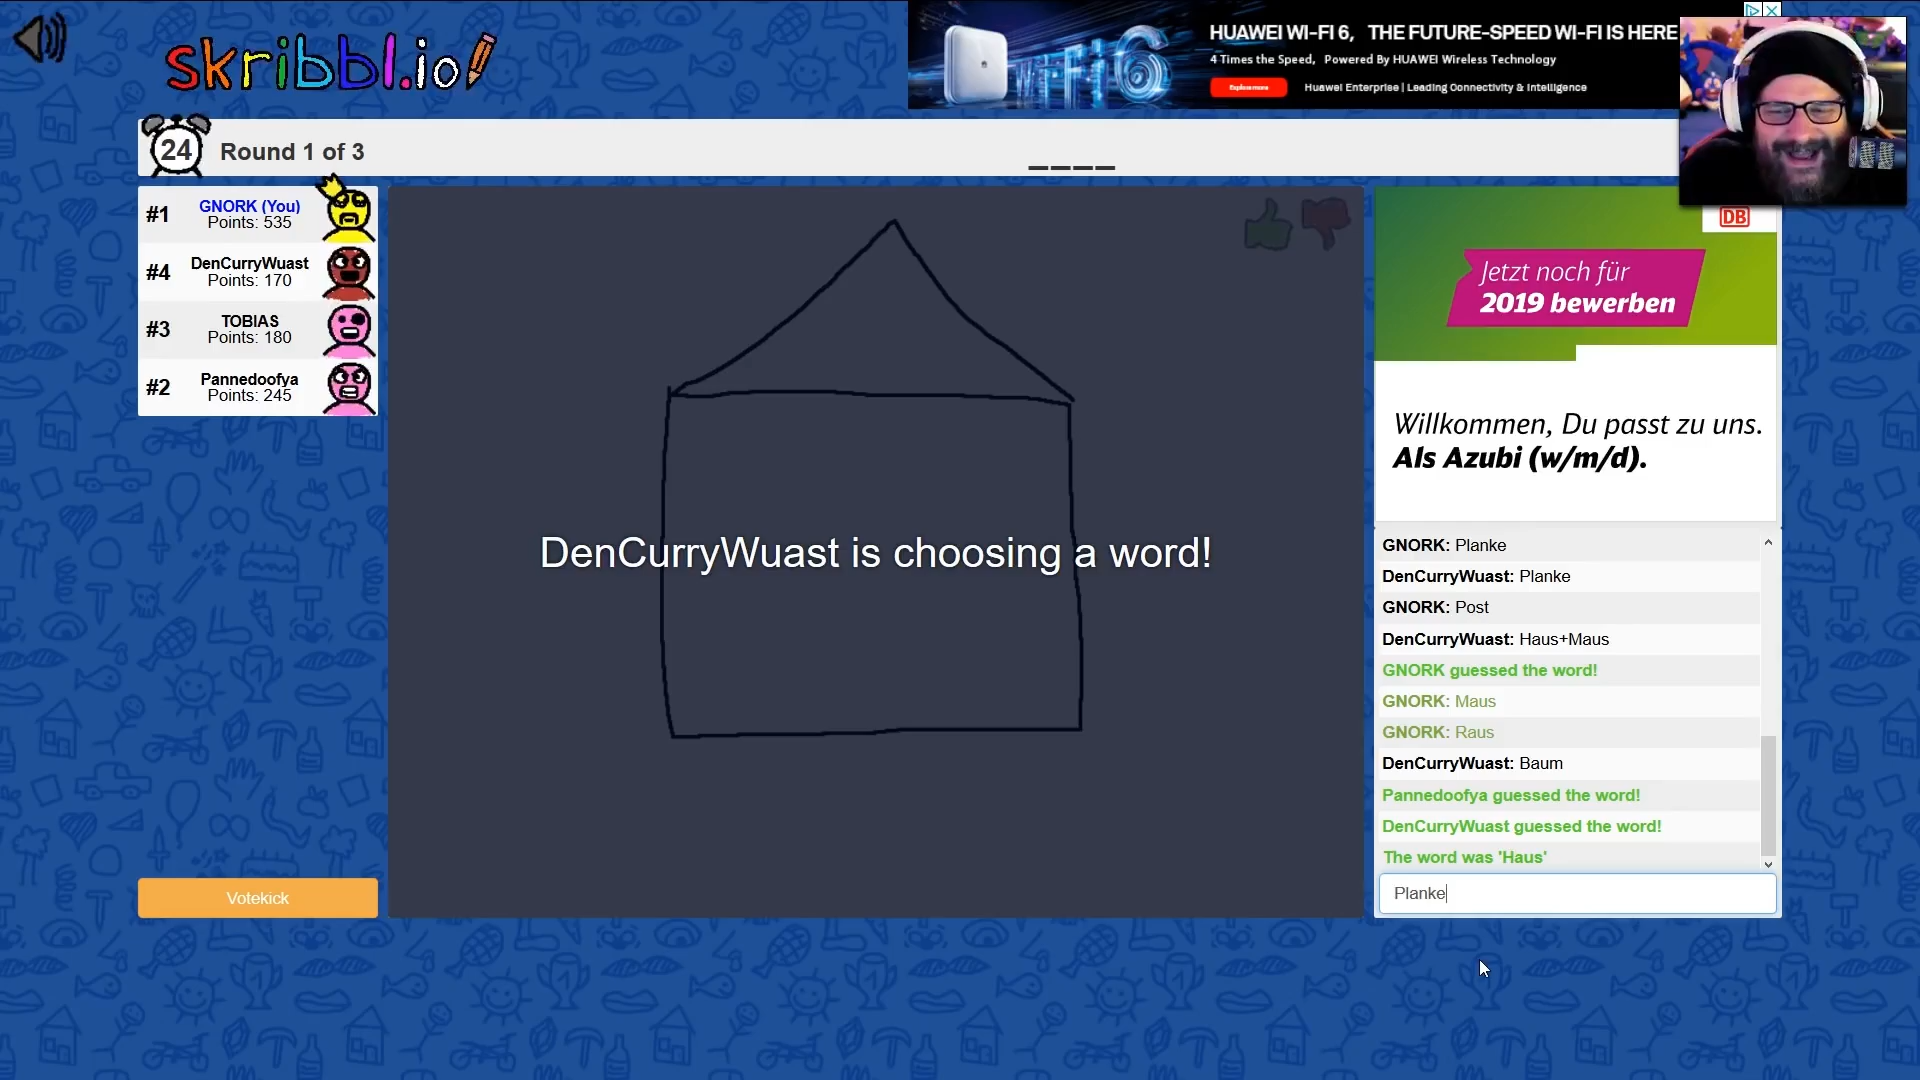 skribbl.io
HUAWEI WI-FI 6, THE FUTURE-SPEED WI-FI IS HERE
4 Times the Speed, Powered By HUAWEI Wireless Technology
Explore more
Huawei Enterprise | Leading Connectivity & Intelligence
24
Round 1 of 3
____
#1
GNORK (You)
Points: 535
#4
DenCurryWuast
Points: 170
#3
TOBIAS
Points: 180
#2
Pannedoofya
Points: 245
Votekick
DenCurryWuast is choosing a word!
DB
Jetzt noch für
2019 bewerben
Willkommen, Du passt zu uns.
Als Azubi (w/m/d).
GNORK: Planke
DenCurryWuast: Planke
GNORK: Post
DenCurryWuast: Haus+Maus
GNORK guessed the word!
GNORK: Maus
GNORK: Raus
DenCurryWuast: Baum
Pannedoofya guessed the word!
DenCurryWuast guessed the word!
The word was 'Haus'
Planke